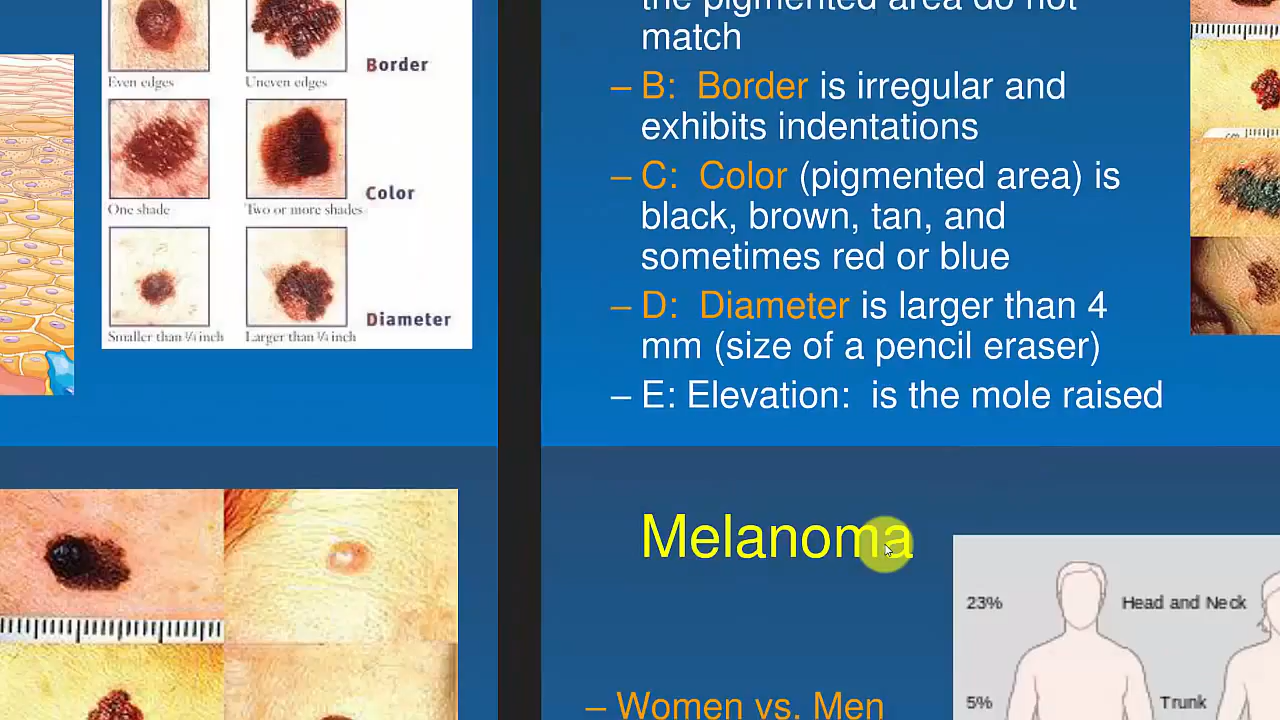 Border
Even edges
Uneven edges
Color
One shade
Two or more shades
Diameter
Smaller than ¼ inch
Larger than ¼ inch
the pigmented area do not
match
– B: Border is irregular and
exhibits indentations
– C: Color (pigmented area) is
black, brown, tan, and
sometimes red or blue
– D: Diameter is larger than 4
mm (size of a pencil eraser)
– E: Elevation: is the mole raised
Melanoma
23%
Head and Neck
5%
Trunk
– Women vs. Men